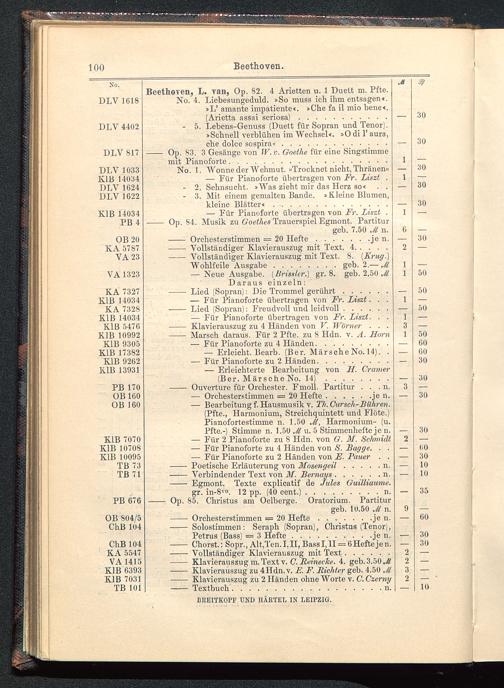 100 Beethoven.
No. ℳ ₰
Beethoven, L. van, Op. 82. 4 Arietten u. 1 Duett m. Pfte.
DLV 1618 No. 4. Liebesungeduld. »So muss ich ihm entsagen«.
»L' amante impatiente«. »Che fa il mio bene«.
(Arietta assai seriosa) — 30
DLV 4402 - 5. Lebens-Genuss (Duett für Sopran und Tenor).
»Schnell verblühen im Wechsel«. »Odi l'aura,
che dolce sospira« — 30
DLV 817 — Op. 83. 3 Gesänge von W. v. Goethe für eine Singstimme
mit Pianoforte 1 —
DLV 1033 No. 1. Wonne der Wehmut. »Trocknet nicht, Thränen« — 30
KlB 14034 — Für Pianoforte übertragen von Fr. Liszt 1 —
DLV 1624 - 2. Sehnsucht. »Was zieht mir das Herz so« — 30
DLV 1622 - 3. Mit einem gemalten Bande. »Kleine Blumen,
kleine Blätter« — 30
KlB 14034 — Für Pianoforte übertragen von Fr. Liszt 1 —
PB 4 — Op. 84. Musik zu Goethes Trauerspiel Egmont. Partitur
geb. 7.50 ℳ n. 6 —
OB 20 — Orchesterstimmen = 20 Hefte je n. — 30
KA 5787 — Vollständiger Klavierauszug mit Text. 4. 2 —
VA 23 — Vollständiger Klavierauszug mit Text. 8. (Krug.)
Wohlfeile Ausgabe geb. 2.— ℳ 1 —
VA 1323 — Neue Ausgabe. (Brissler.) gr. 8. geb. 2.50 ℳ 1 50
Daraus einzeln:
KA 7327 — Lied (Sopran): Die Trommel gerührt — 50
KlB 14034 — Für Pianoforte übertragen von Fr. Liszt 1 —
KA 7328 — Lied (Sopran): Freudvoll und leidvoll — 50
KlB 14034 — Für Pianoforte übertragen von Fr. Liszt 1 —
KlB 5476 — Klavierauszug zu 4 Händen von V. Wörner 3 —
KlB 10992 — Marsch daraus. Für 2 Pfte. zu 8 Hdn. v. A. Horn 1 50
KlB 9305 — Für Pianoforte zu 4 Händen — 60
KlB 17382 — Erleicht. Bearb. (Ber. Märsche No. 14) — 60
KlB 9262 — Für Pianoforte zu 2 Händen — 30
KlB 13931 — Erleichterte Bearbeitung von H. Cramer
(Ber. Märsche No. 14) — 30
PB 170 — Ouverture für Orchester. Fmoll. Partitur n. 3 —
OB 160 — Orchesterstimmen = 20 Hefte je n. — 30
OB 160 — Bearbeitung f. Hausmusik v. Th. Cursch-Bühren.
(Pfte., Harmonium, Streichquintett und Flöte.)
Pianofortestimme n. 1.50 ℳ, Harmonium- (u.
Pfte.-) Stimme n. 1.50 ℳ u. 5 Stimmenhefte je n. — 30
KlB 7070 — Für 2 Pianoforte zu 8 Hdn. von G. M. Schmidt 2 —
KlB 10708 — Für Pianoforte zu 4 Händen von S. Bagge — 60
KlB 10095 — Für Pianoforte zu 2 Händen von E. Pauer — 30
TB 73 — Poetische Erläuterung von Mosengeil n. — 10
TB 71 — Verbindender Text von M. Bernays n. — 10
— Egmont. Texte explicatif de Jules Guilliaume.
gr. in-8vo. 12 pp. (40 cent.) n. — 35
PB 676 — Op. 85. Christus am Oelberge. Oratorium. Partitur
geb. 10.50 ℳ n. 9 —
OB 804/5 — Orchesterstimmen = 20 Hefte je n. — 60
ChB 104 — Solostimmen: Seraph (Sopran), Christus (Tenor),
Petrus (Bass) = 3 Hefte je n. — 30
ChB 104 — Chorst.: Sopr., Alt, Ten. I, II, Bass I, II = 6 Hefte je n. — 30
KA 5547 — Vollständiger Klavierauszug mit Text 2 —
VA 1415 — Klavierauszug m. Text v. C. Reinecke. 4. geb. 3.50 ℳ 2 —
KlB 6393 — Klavierauszug zu 4 Hdn. v. E. F. Richter geb. 4.50 ℳ 3 —
KlB 7031 — Klavierauszug zu 2 Händen ohne Worte v. C. Czerny 2 —
TB 101 — Textbuch n. — 10
BREITKOPF UND HÄRTEL IN LEIPZIG.